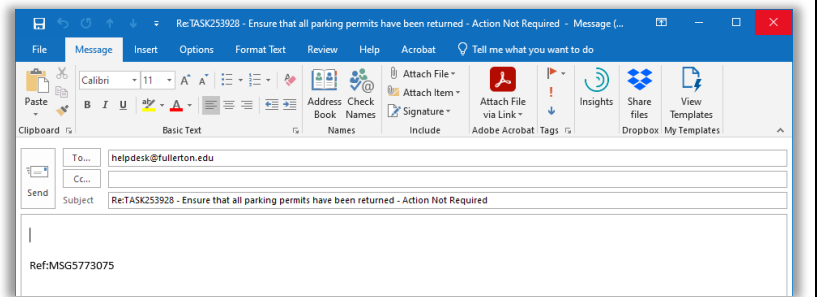 Re:TASK253928 - Ensure that all parking permits have been returned - Action Not Required - Message (...
File Message Insert Options Format Text Review Help Acrobat Tell me what you want to do
Calibri 11 A A
Paste
B I U aby A
Address Book
Check Names
Attach File
Attach Item
Signature
Attach File via Link
Insights
Share files
View Templates
Clipboard Basic Text Names Include Adobe Acrobat Tags Dropbox My Templates
To... helpdesk@fullerton.edu
Cc...
Send
Subject Re:TASK253928 - Ensure that all parking permits have been returned - Action Not Required
Ref:MSG5773075